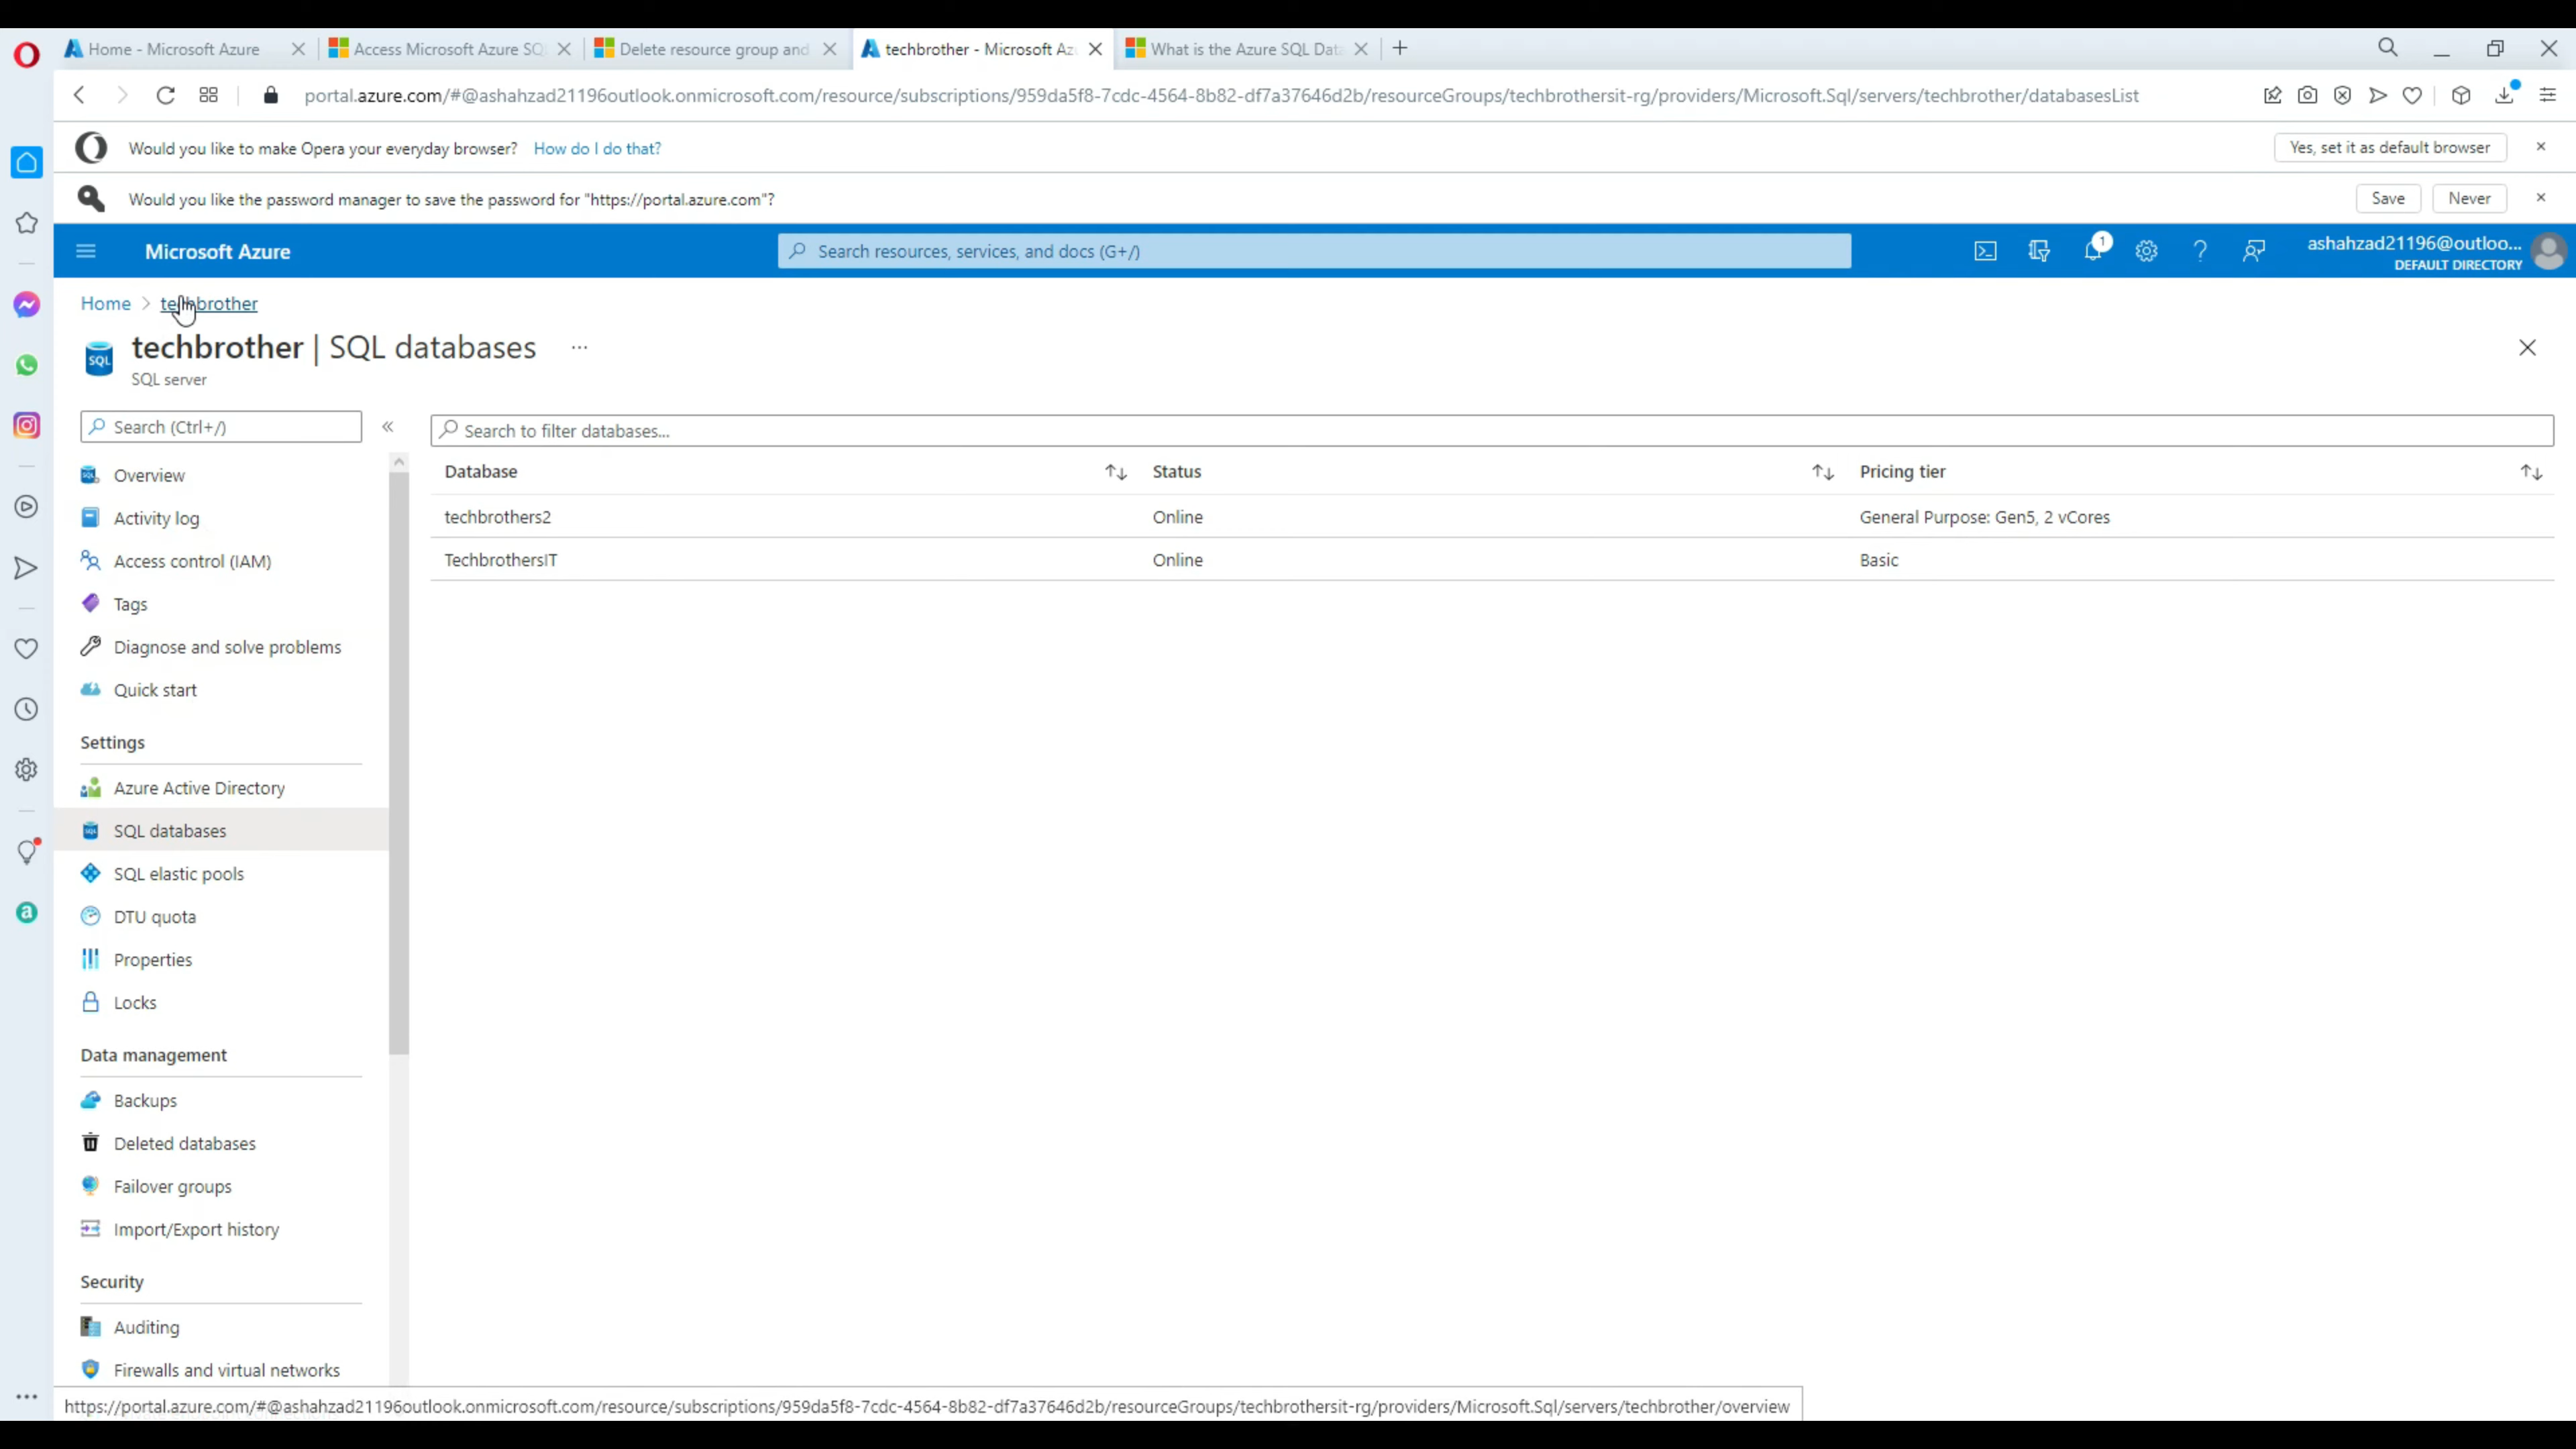 Home - Microsoft Azure
Access Microsoft Azure SQ
Delete resource group and
techbrother - Microsoft Az
What is the Azure SQL Dat
portal.azure.com/#@ashahzad21196outlook.onmicrosoft.com/resource/subscriptions/959da5f8-7cdc-4564-8b82-df7a37646d2b/resourceGroups/techbrothersit-rg/providers/Microsoft.Sql/servers/techbrother/databasesList
Would you like to make Opera your everyday browser? How do I do that?
Yes, set it as default browser
Would you like the password manager to save the password for "https://portal.azure.com"?
Save
Never
Microsoft Azure
Search resources, services, and docs (G+/)
1
ashahzad21196@outloo...
DEFAULT DIRECTORY
Home > techbrother
techbrother | SQL databases ...
SQL
SQL server
Search (Ctrl+/)
«
Search to filter databases...
Database
Status
Pricing tier
techbrothers2
Online
General Purpose: Gen5, 2 vCores
TechbrothersIT
Online
Basic
Overview
Activity log
Access control (IAM)
Tags
Diagnose and solve problems
Quick start
Settings
Azure Active Directory
SQL databases
SQL elastic pools
DTU quota
Properties
Locks
Data management
Backups
Deleted databases
Failover groups
Import/Export history
Security
Auditing
Firewalls and virtual networks
https://portal.azure.com/#@ashahzad21196outlook.onmicrosoft.com/resource/subscriptions/959da5f8-7cdc-4564-8b82-df7a37646d2b/resourceGroups/techbrothersit-rg/providers/Microsoft.Sql/servers/techbrother/overview